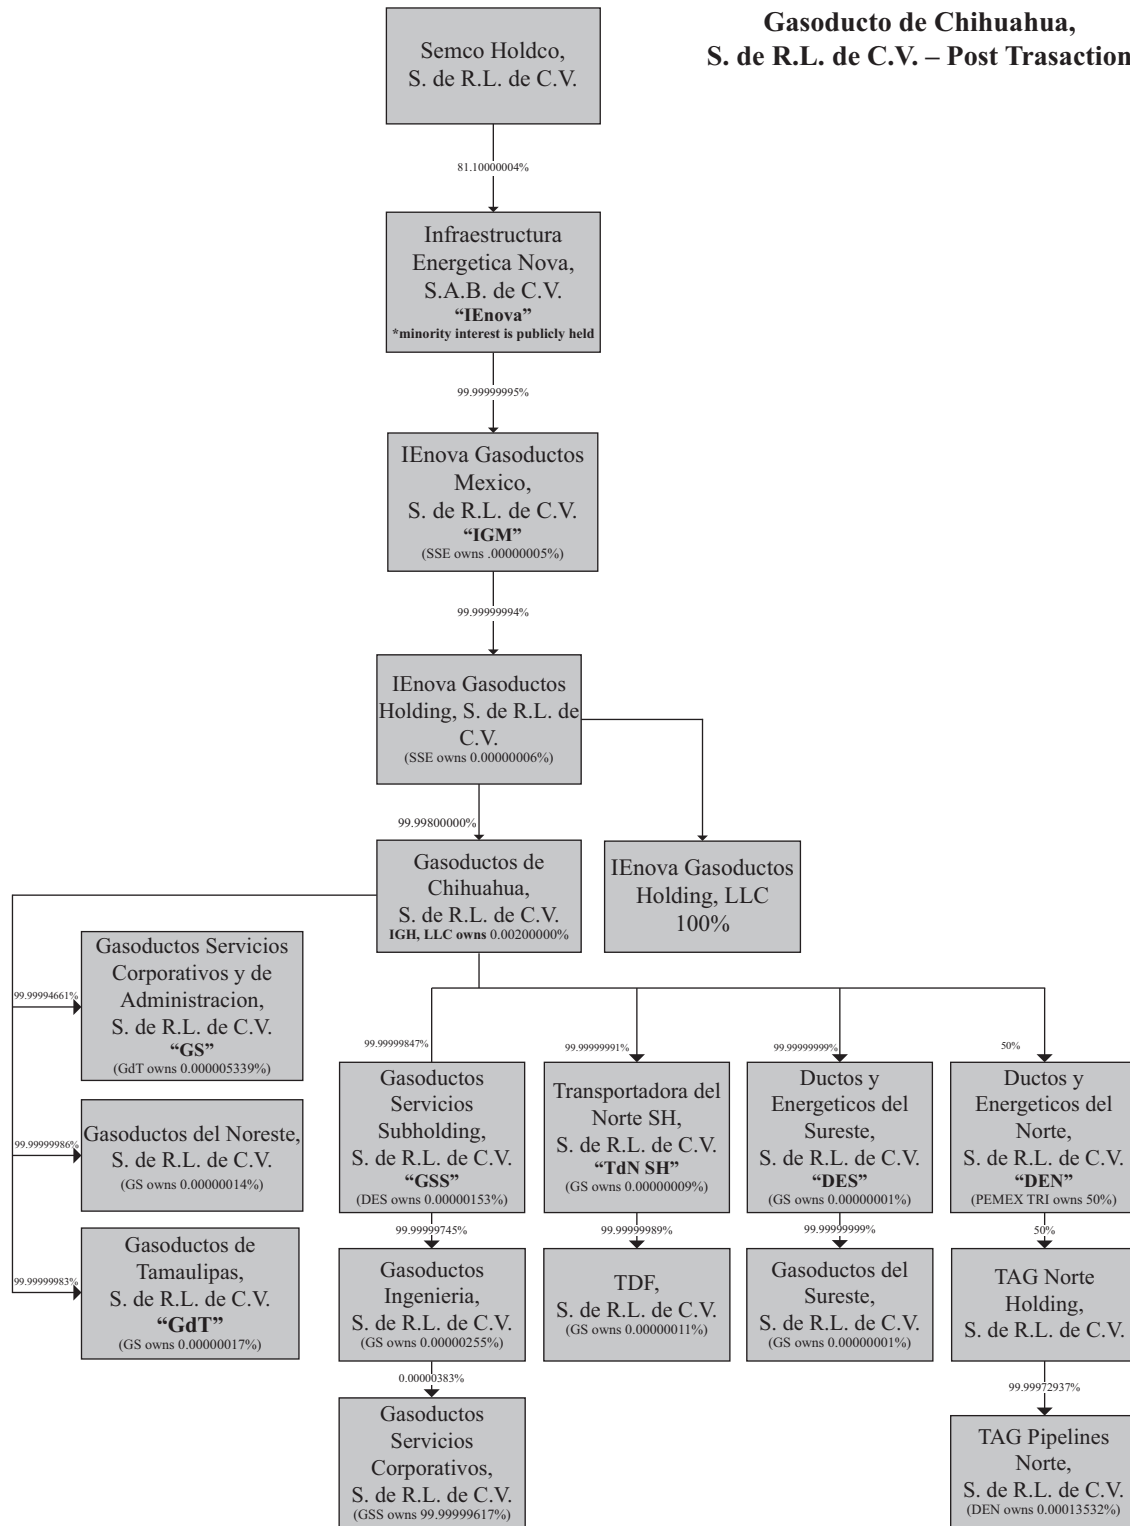 Gasoducto de Chihuahua,
S. de R.L. de C.V. – Post Trasaction
Semco Holdco,
S. de R.L. de C.V.
81.10000004%
Infraestructura
Energetica Nova,
S.A.B. de C.V.
“IEnova”
*minority interest is publicly held
99.99999995%
IEnova Gasoductos
Mexico,
S. de R.L. de C.V.
“IGM”
(SSE owns .00000005%)
99.99999994%
IEnova Gasoductos
Holding, S. de R.L. de
C.V.
(SSE owns 0.00000006%)
99.99800000%
Gasoductos de
Chihuahua,
S. de R.L. de C.V.
IGH, LLC owns 0.00200000%
IEnova Gasoductos
Holding, LLC
100%
99.99994661%
Gasoductos Servicios
Corporativos y de
Administracion,
S. de R.L. de C.V.
“GS”
(GdT owns 0.000005339%)
99.99999986%
Gasoductos del Noreste,
S. de R.L. de C.V.
(GS owns 0.00000014%)
99.99999983%
Gasoductos de
Tamaulipas,
S. de R.L. de C.V.
“GdT”
(GS owns 0.00000017%)
99.99999847%
Gasoductos
Servicios
Subholding,
S. de R.L. de C.V.
“GSS”
(DES owns 0.00000153%)
99.99999745%
Gasoductos
Ingenieria,
S. de R.L. de C.V.
(GS owns 0.00000255%)
0.00000383%
Gasoductos
Servicios
Corporativos,
S. de R.L. de C.V.
(GSS owns 99.99999617%)
99.99999991%
Transportadora del
Norte SH,
S. de R.L. de C.V.
“TdN SH”
(GS owns 0.00000009%)
99.99999989%
TDF,
S. de R.L. de C.V.
(GS owns 0.00000011%)
99.99999999%
Ductos y
Energeticos del
Sureste,
S. de R.L. de C.V.
“DES”
(GS owns 0.00000001%)
99.99999999%
Gasoductos del
Sureste,
S. de R.L. de C.V.
(GS owns 0.00000001%)
50%
Ductos y
Energeticos del
Norte,
S. de R.L. de C.V.
“DEN”
(PEMEX TRI owns 50%)
50%
TAG Norte
Holding,
S. de R.L. de C.V.
99.99972937%
TAG Pipelines
Norte,
S. de R.L. de C.V.
(DEN owns 0.00013532%)